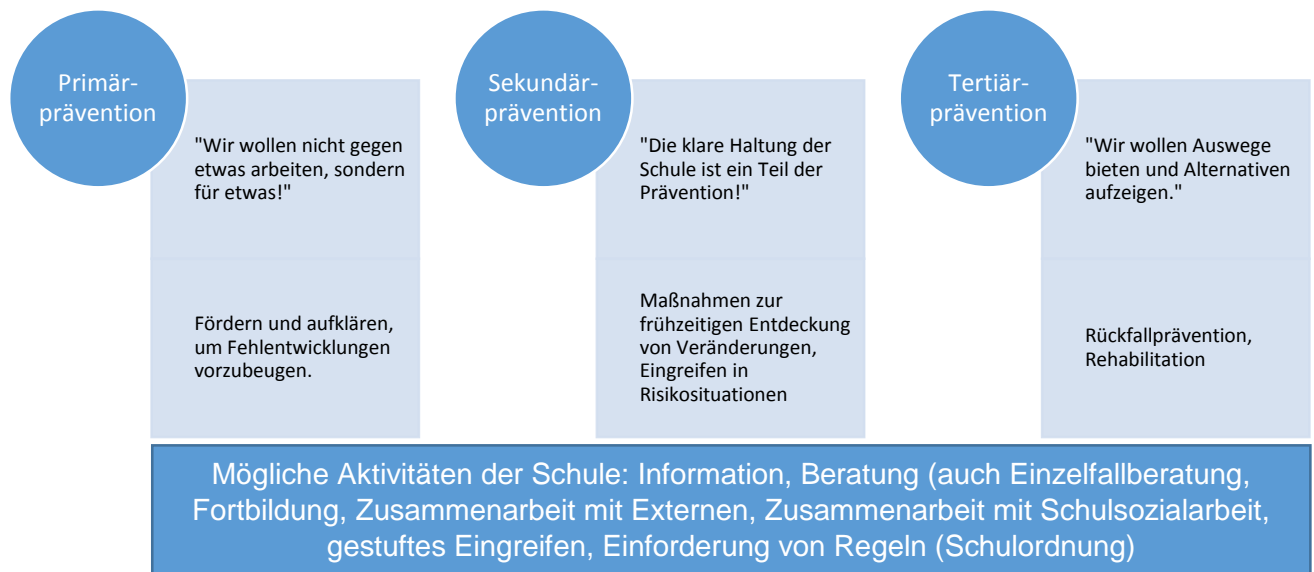 Primär-
prävention
"Wir wollen nicht gegen
etwas arbeiten, sondern
für etwas!"
Fördern und aufklären,
um Fehlentwicklungen
vorzubeugen.
Sekundär-
prävention
"Die klare Haltung der
Schule ist ein Teil der
Prävention!"
Maßnahmen zur
frühzeitigen Entdeckung
von Veränderungen,
Eingreifen in
Risikosituationen
Tertiär-
prävention
"Wir wollen Auswege
bieten und Alternativen
aufzeigen."
Rückfallprävention,
Rehabilitation
Mögliche Aktivitäten der Schule: Information, Beratung (auch Einzelfallberatung,
Fortbildung, Zusammenarbeit mit Externen, Zusammenarbeit mit Schulsozialarbeit,
gestuftes Eingreifen, Einforderung von Regeln (Schulordnung)